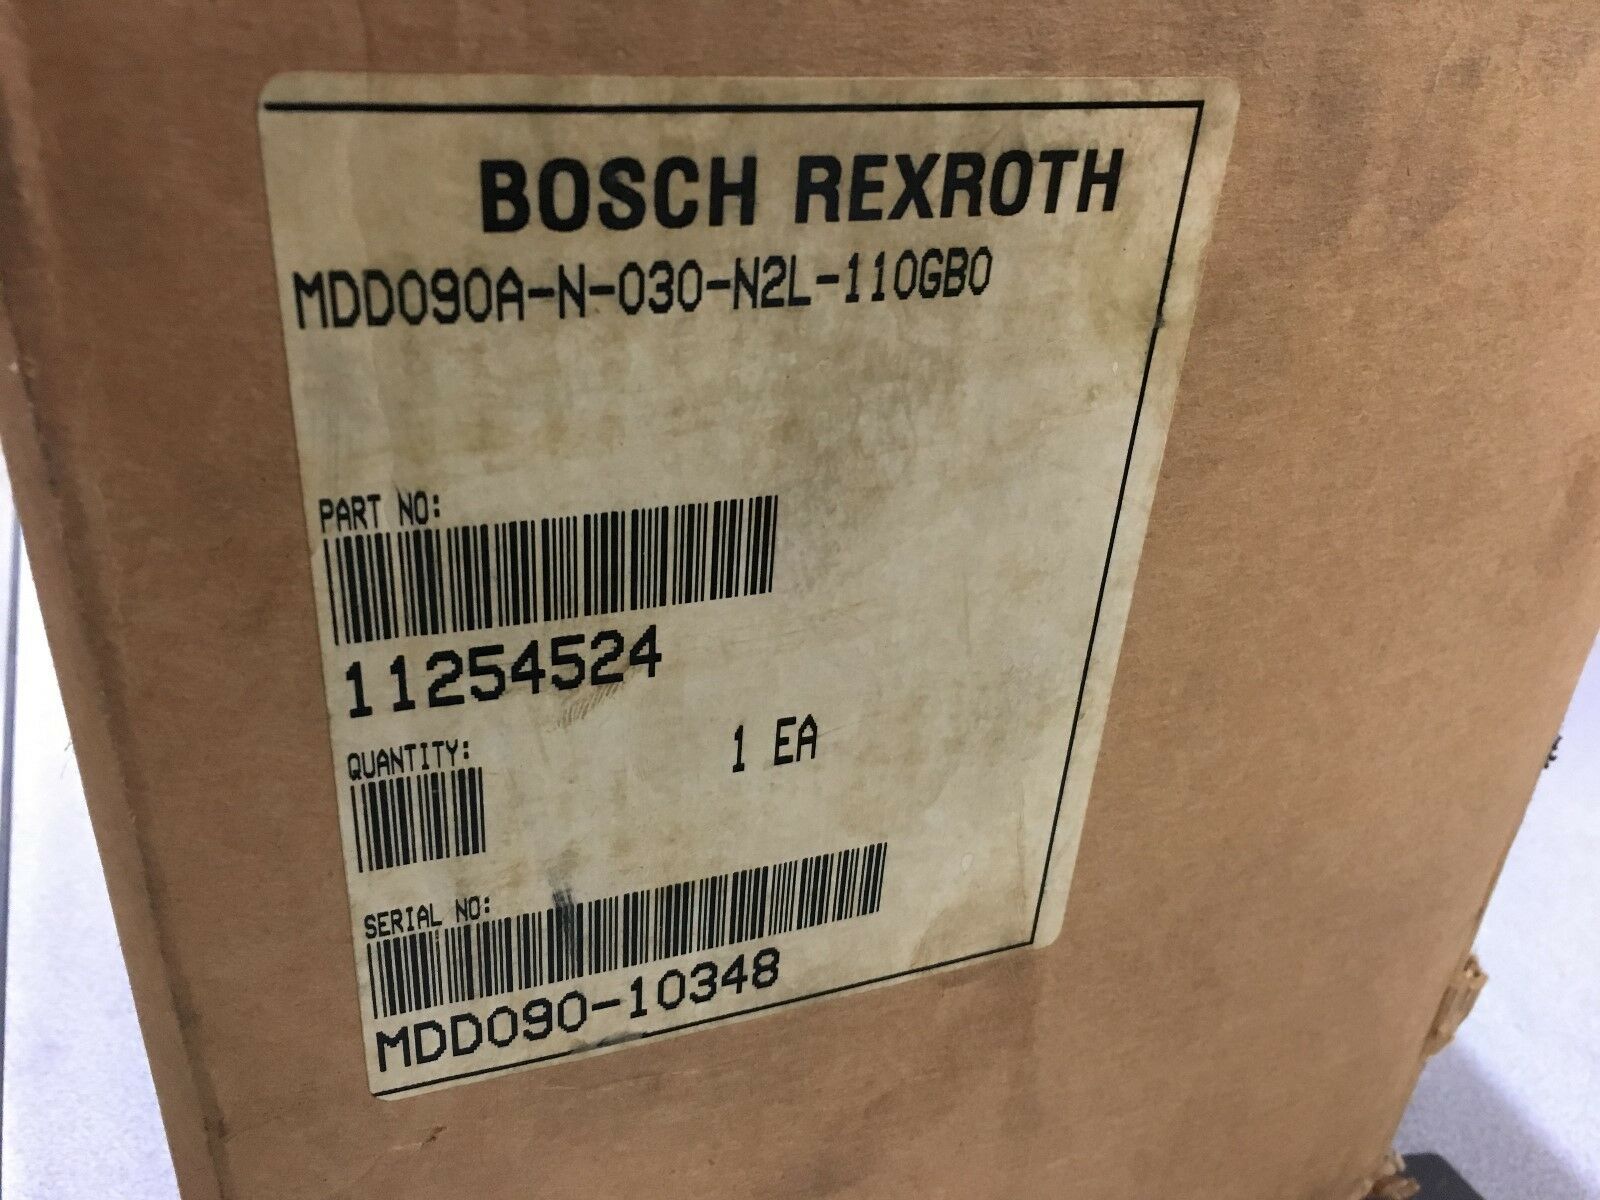 BOSCH REXROTH
MDD090A-N-030-N2L-110GB0
PART NO:
11254524
QUANTITY:
1 EA
SERIAL NO:
MDD090-10348